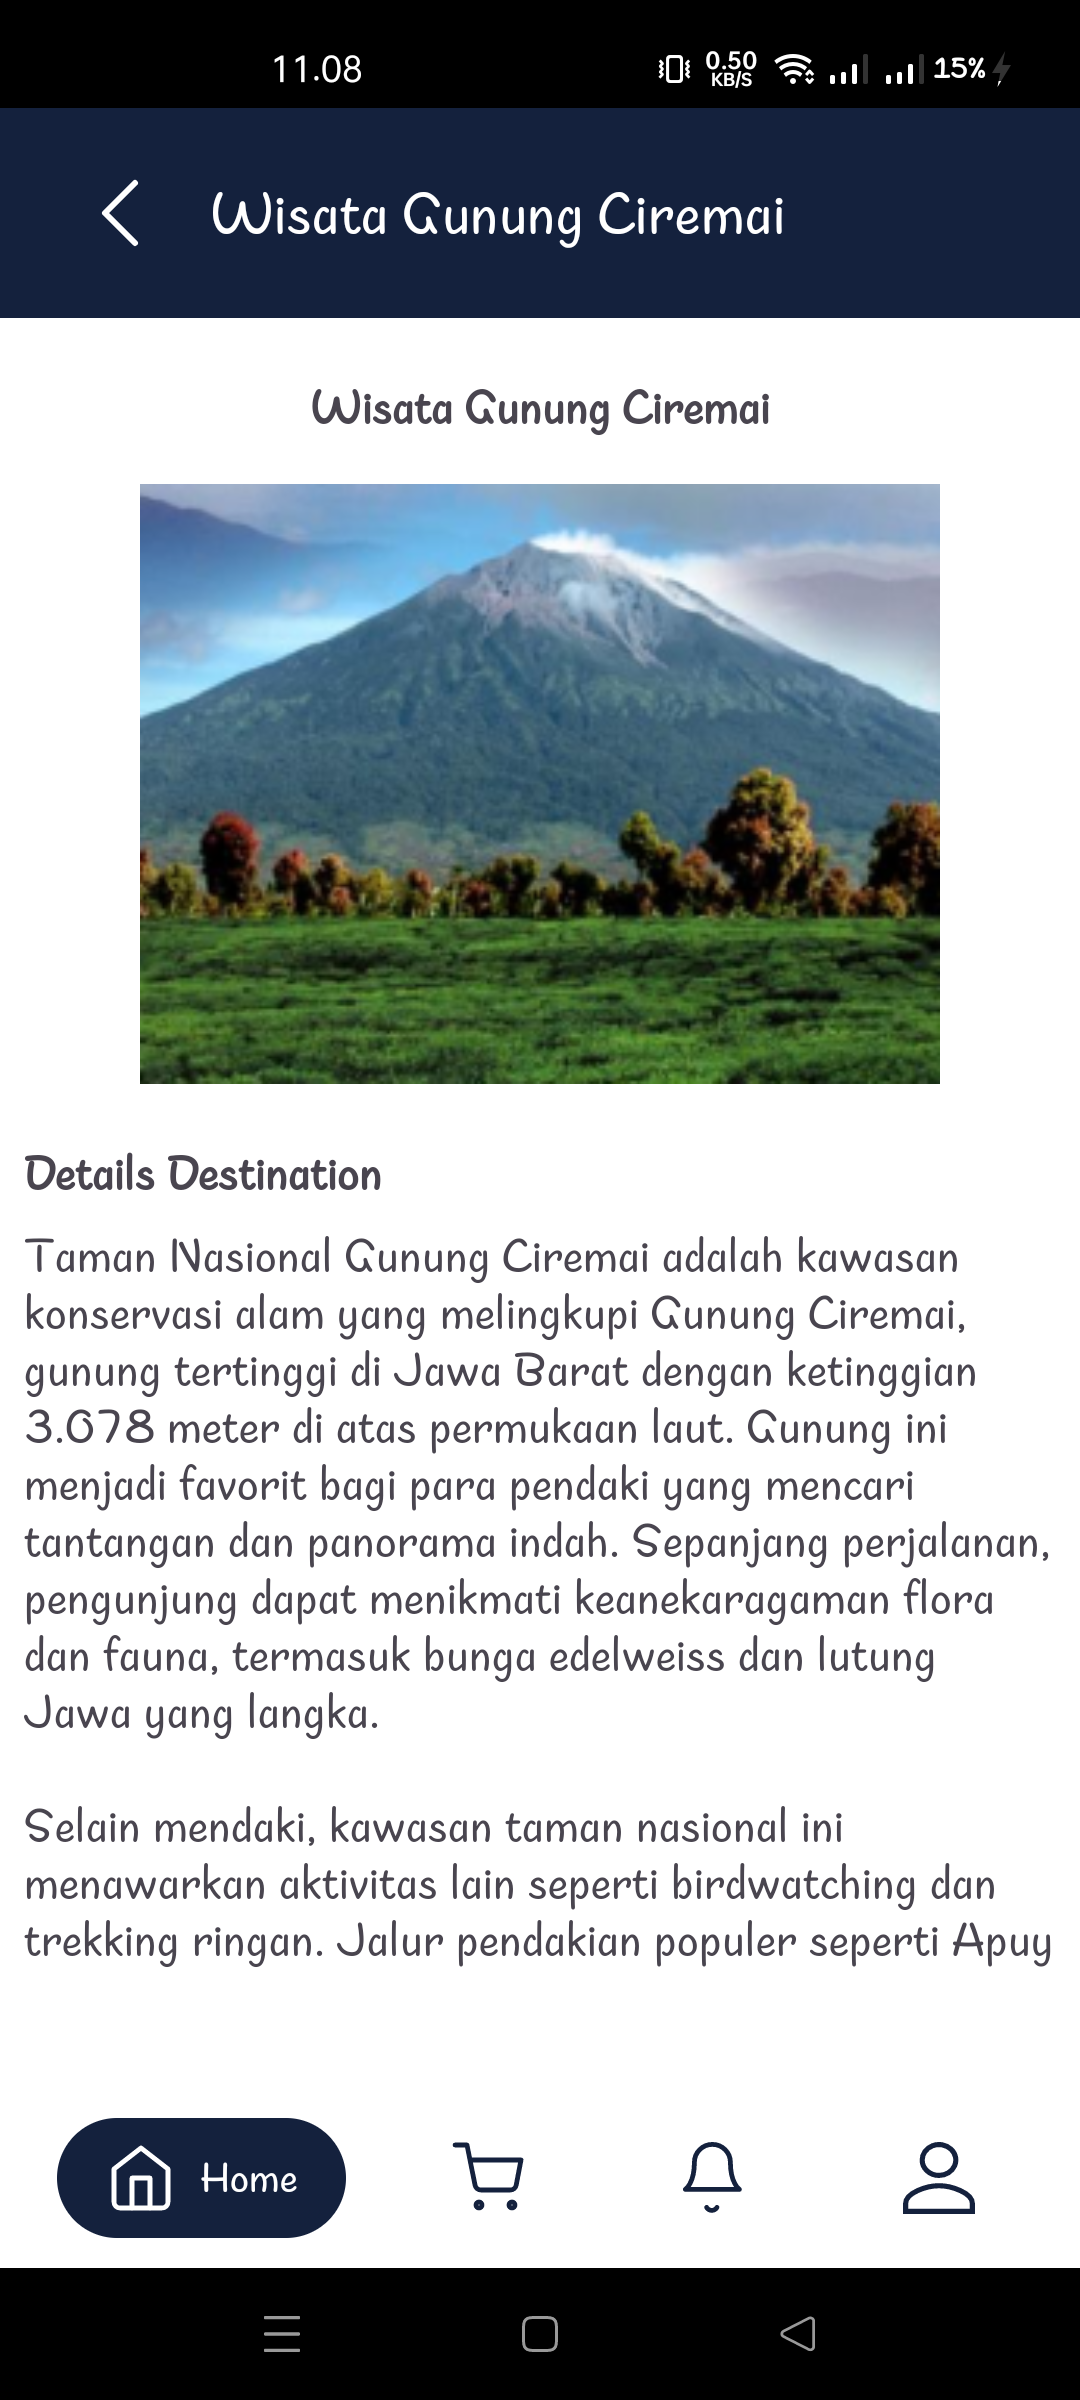 11.08
0.50
KB/S
15%
Wisata Gunung Ciremai
Wisata Gunung Ciremai
Details Destination
Taman Nasional Gunung Ciremai adalah kawasan
konservasi alam yang melingkupi Gunung Ciremai,
gunung tertinggi di Jawa Barat dengan ketinggian
3.078 meter di atas permukaan laut. Gunung ini
menjadi favorit bagi para pendaki yang mencari
tantangan dan panorama indah. Sepanjang perjalanan,
pengunjung dapat menikmati keanekaragaman flora
dan fauna, termasuk bunga edelweiss dan lutung
Jawa yang langka.
Selain mendaki, kawasan taman nasional ini
menawarkan aktivitas lain seperti birdwatching dan
trekking ringan. Jalur pendakian populer seperti Apuy
Home